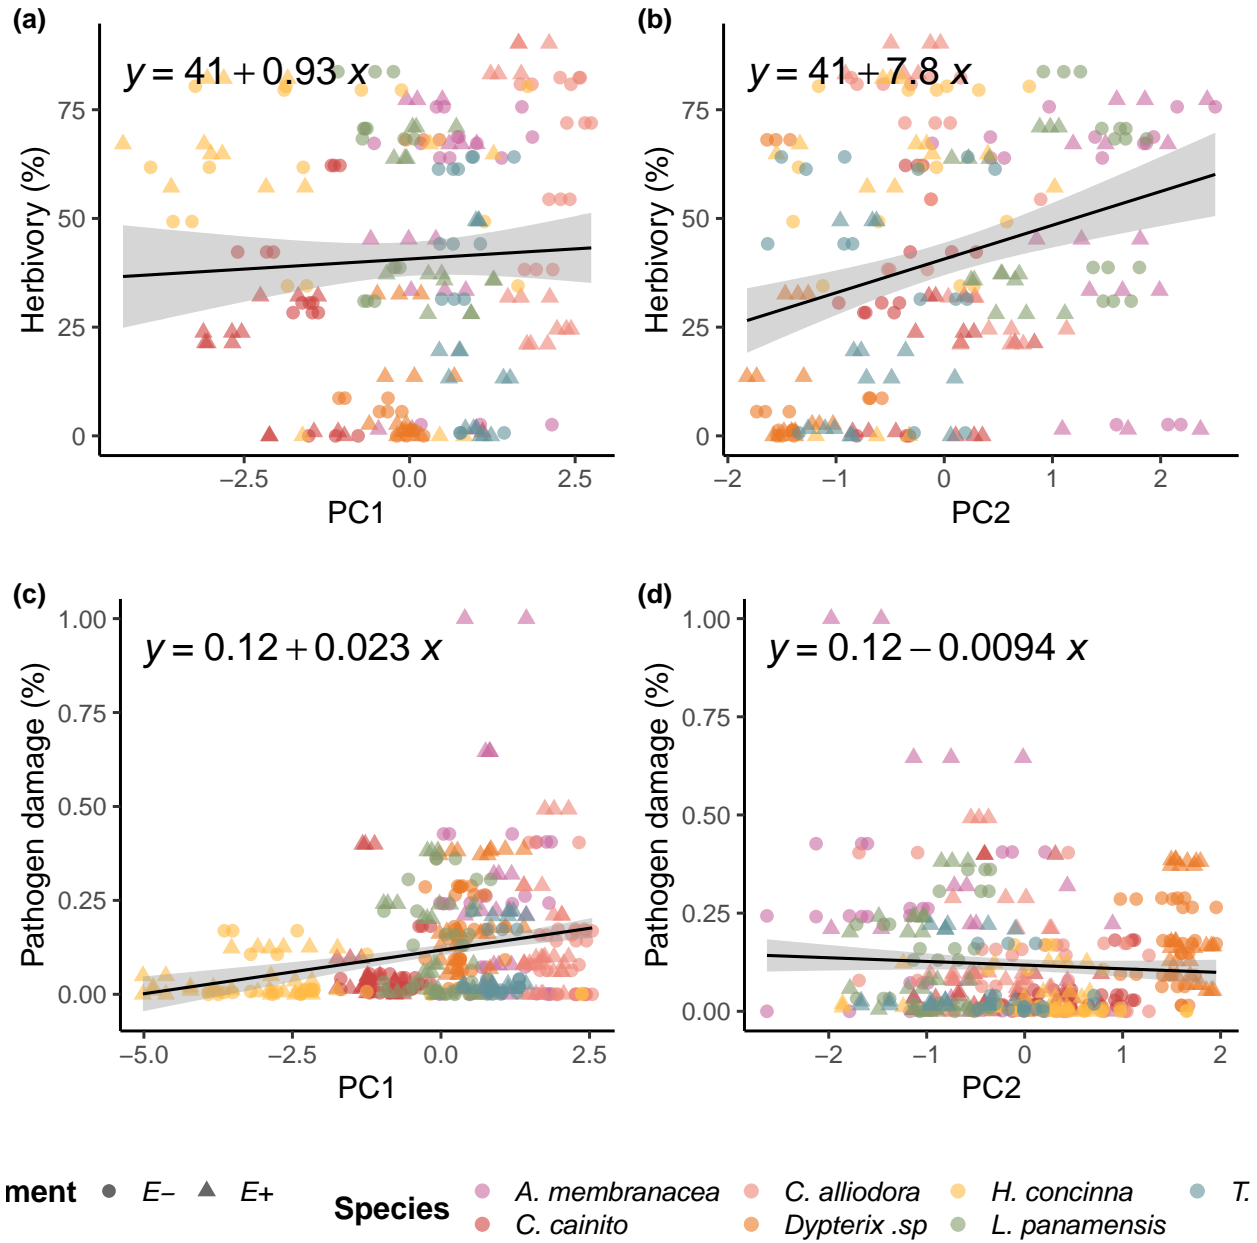 (a)
y = 41 + 0.93 x
Herbivory (%)
75
50
25
0
−2.5 0.0 2.5
PC1
(b)
y = 41 + 7.8 x
Herbivory (%)
75
50
25
0
−2 −1 0 1 2
PC2
(c)
y = 0.12 + 0.023 x
Pathogen damage (%)
1.00
0.75
0.50
0.25
0.00
−5.0 −2.5 0.0 2.5
PC1
(d)
y = 0.12 − 0.0094 x
Pathogen damage (%)
1.00
0.75
0.50
0.25
0.00
−2 −1 0 1 2
PC2
ment E− E+
Species
A. membranacea C. alliodora H. concinna T.
C. cainito Dypterix .sp L. panamensis